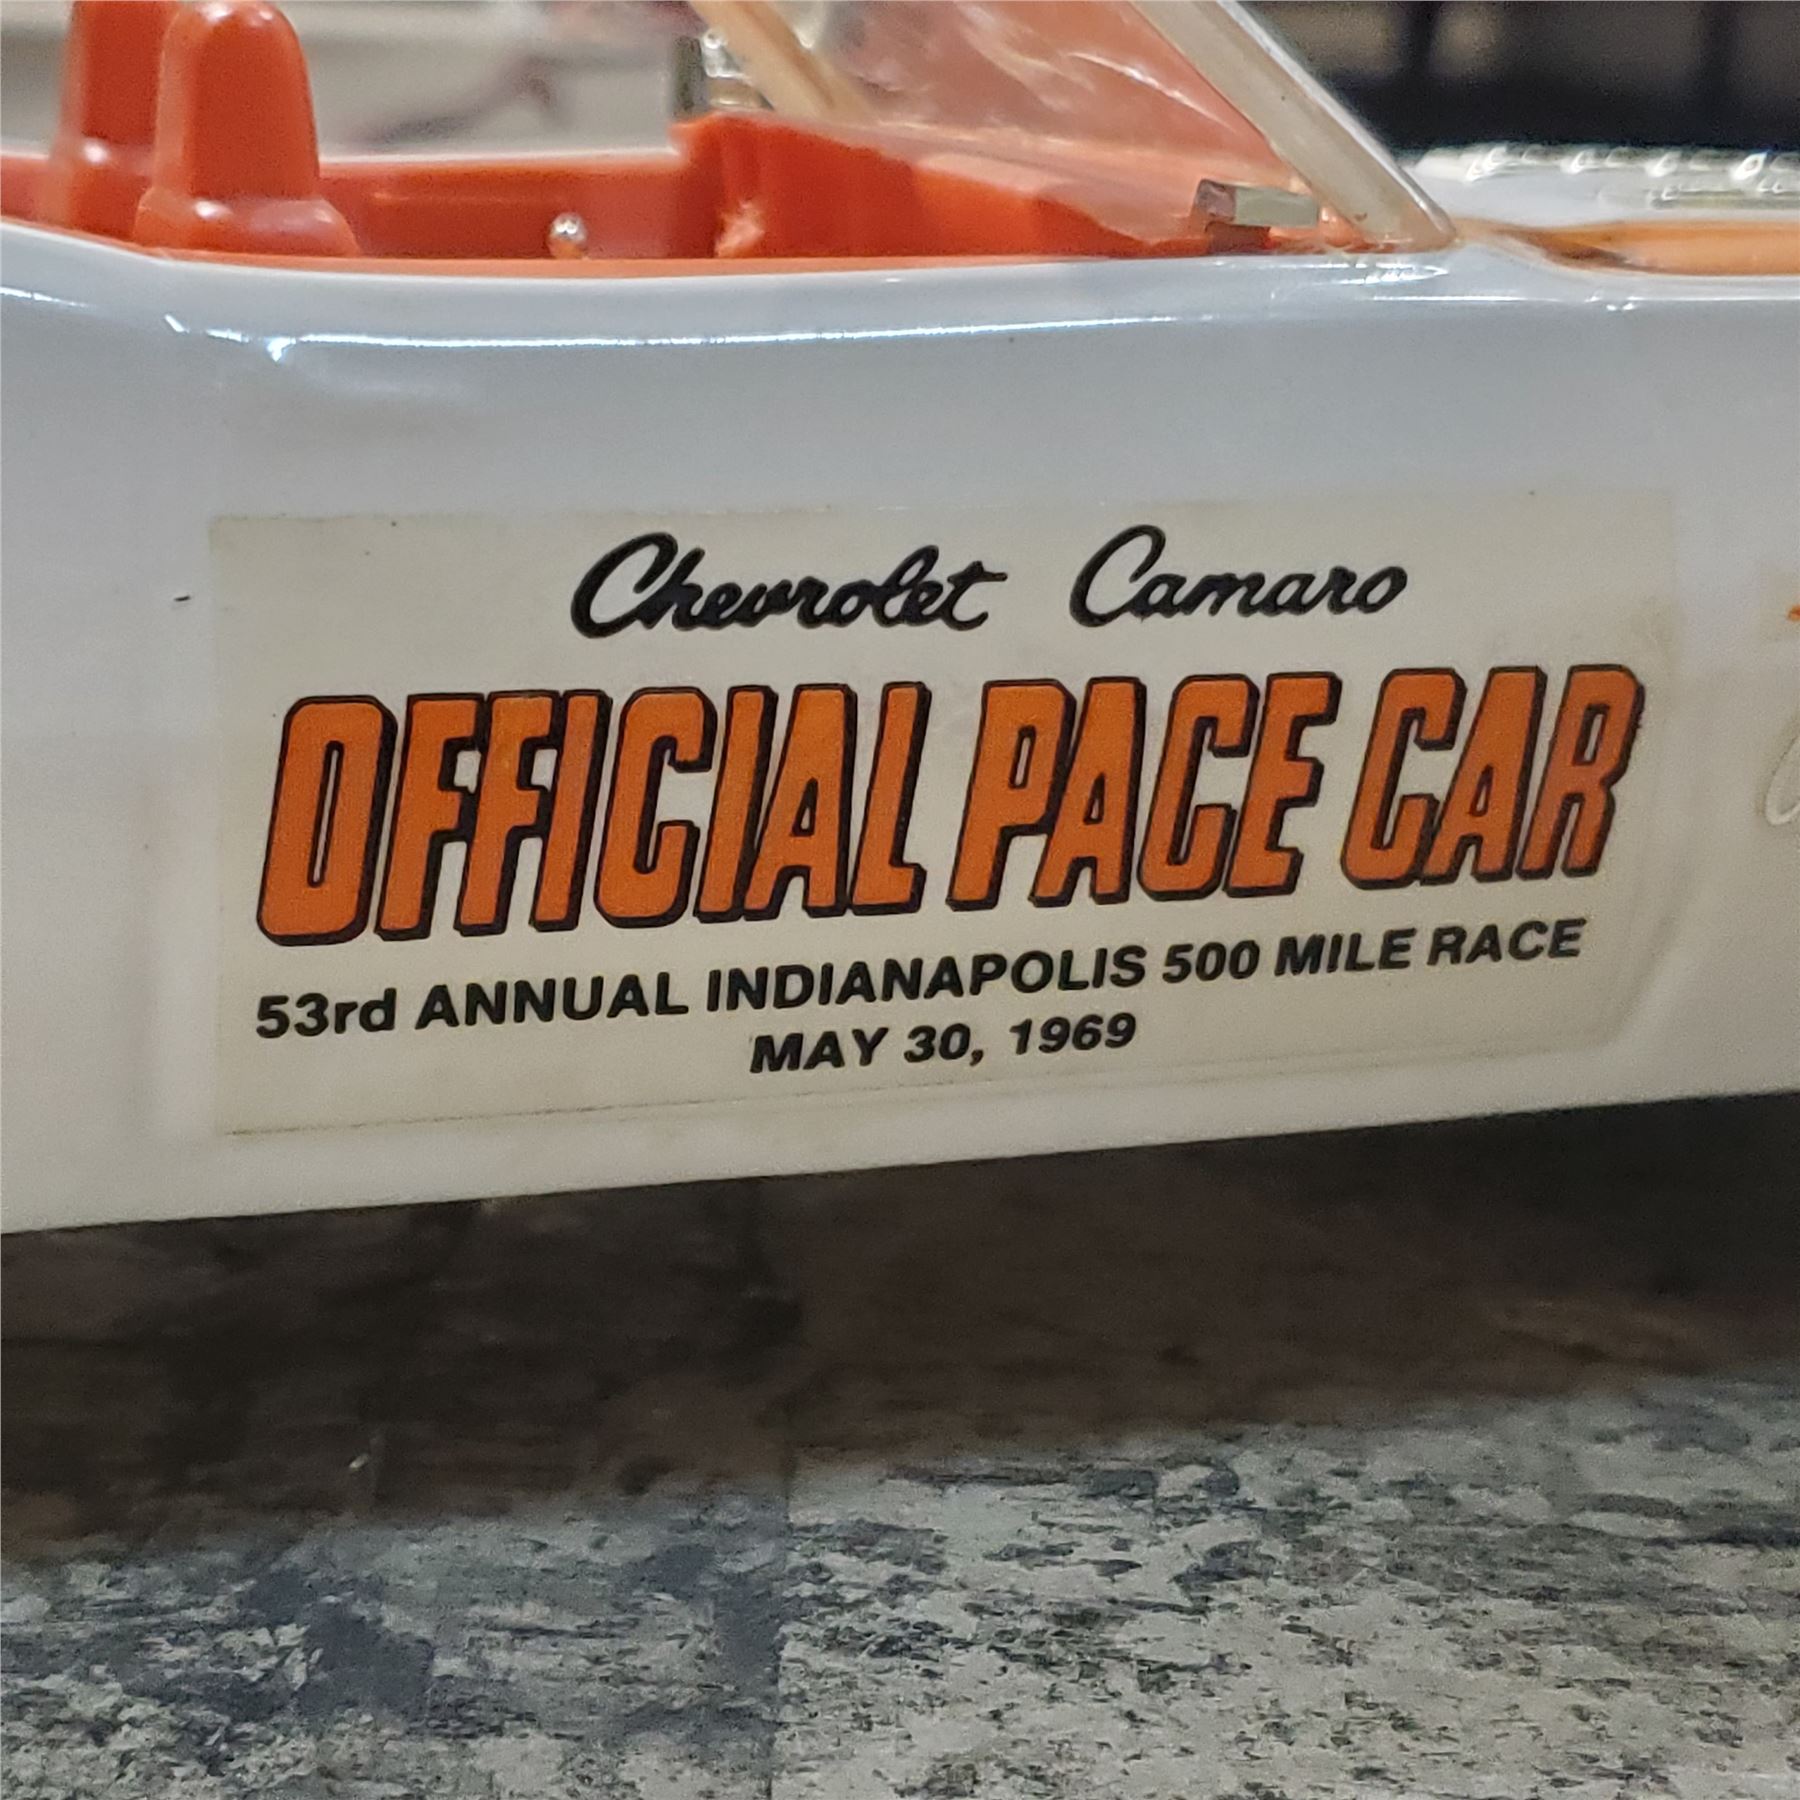 Chevrolet Camaro
OFFICIAL PACE CAR
53rd ANNUAL INDIANAPOLIS 500 MILE RACE
MAY 30, 1969